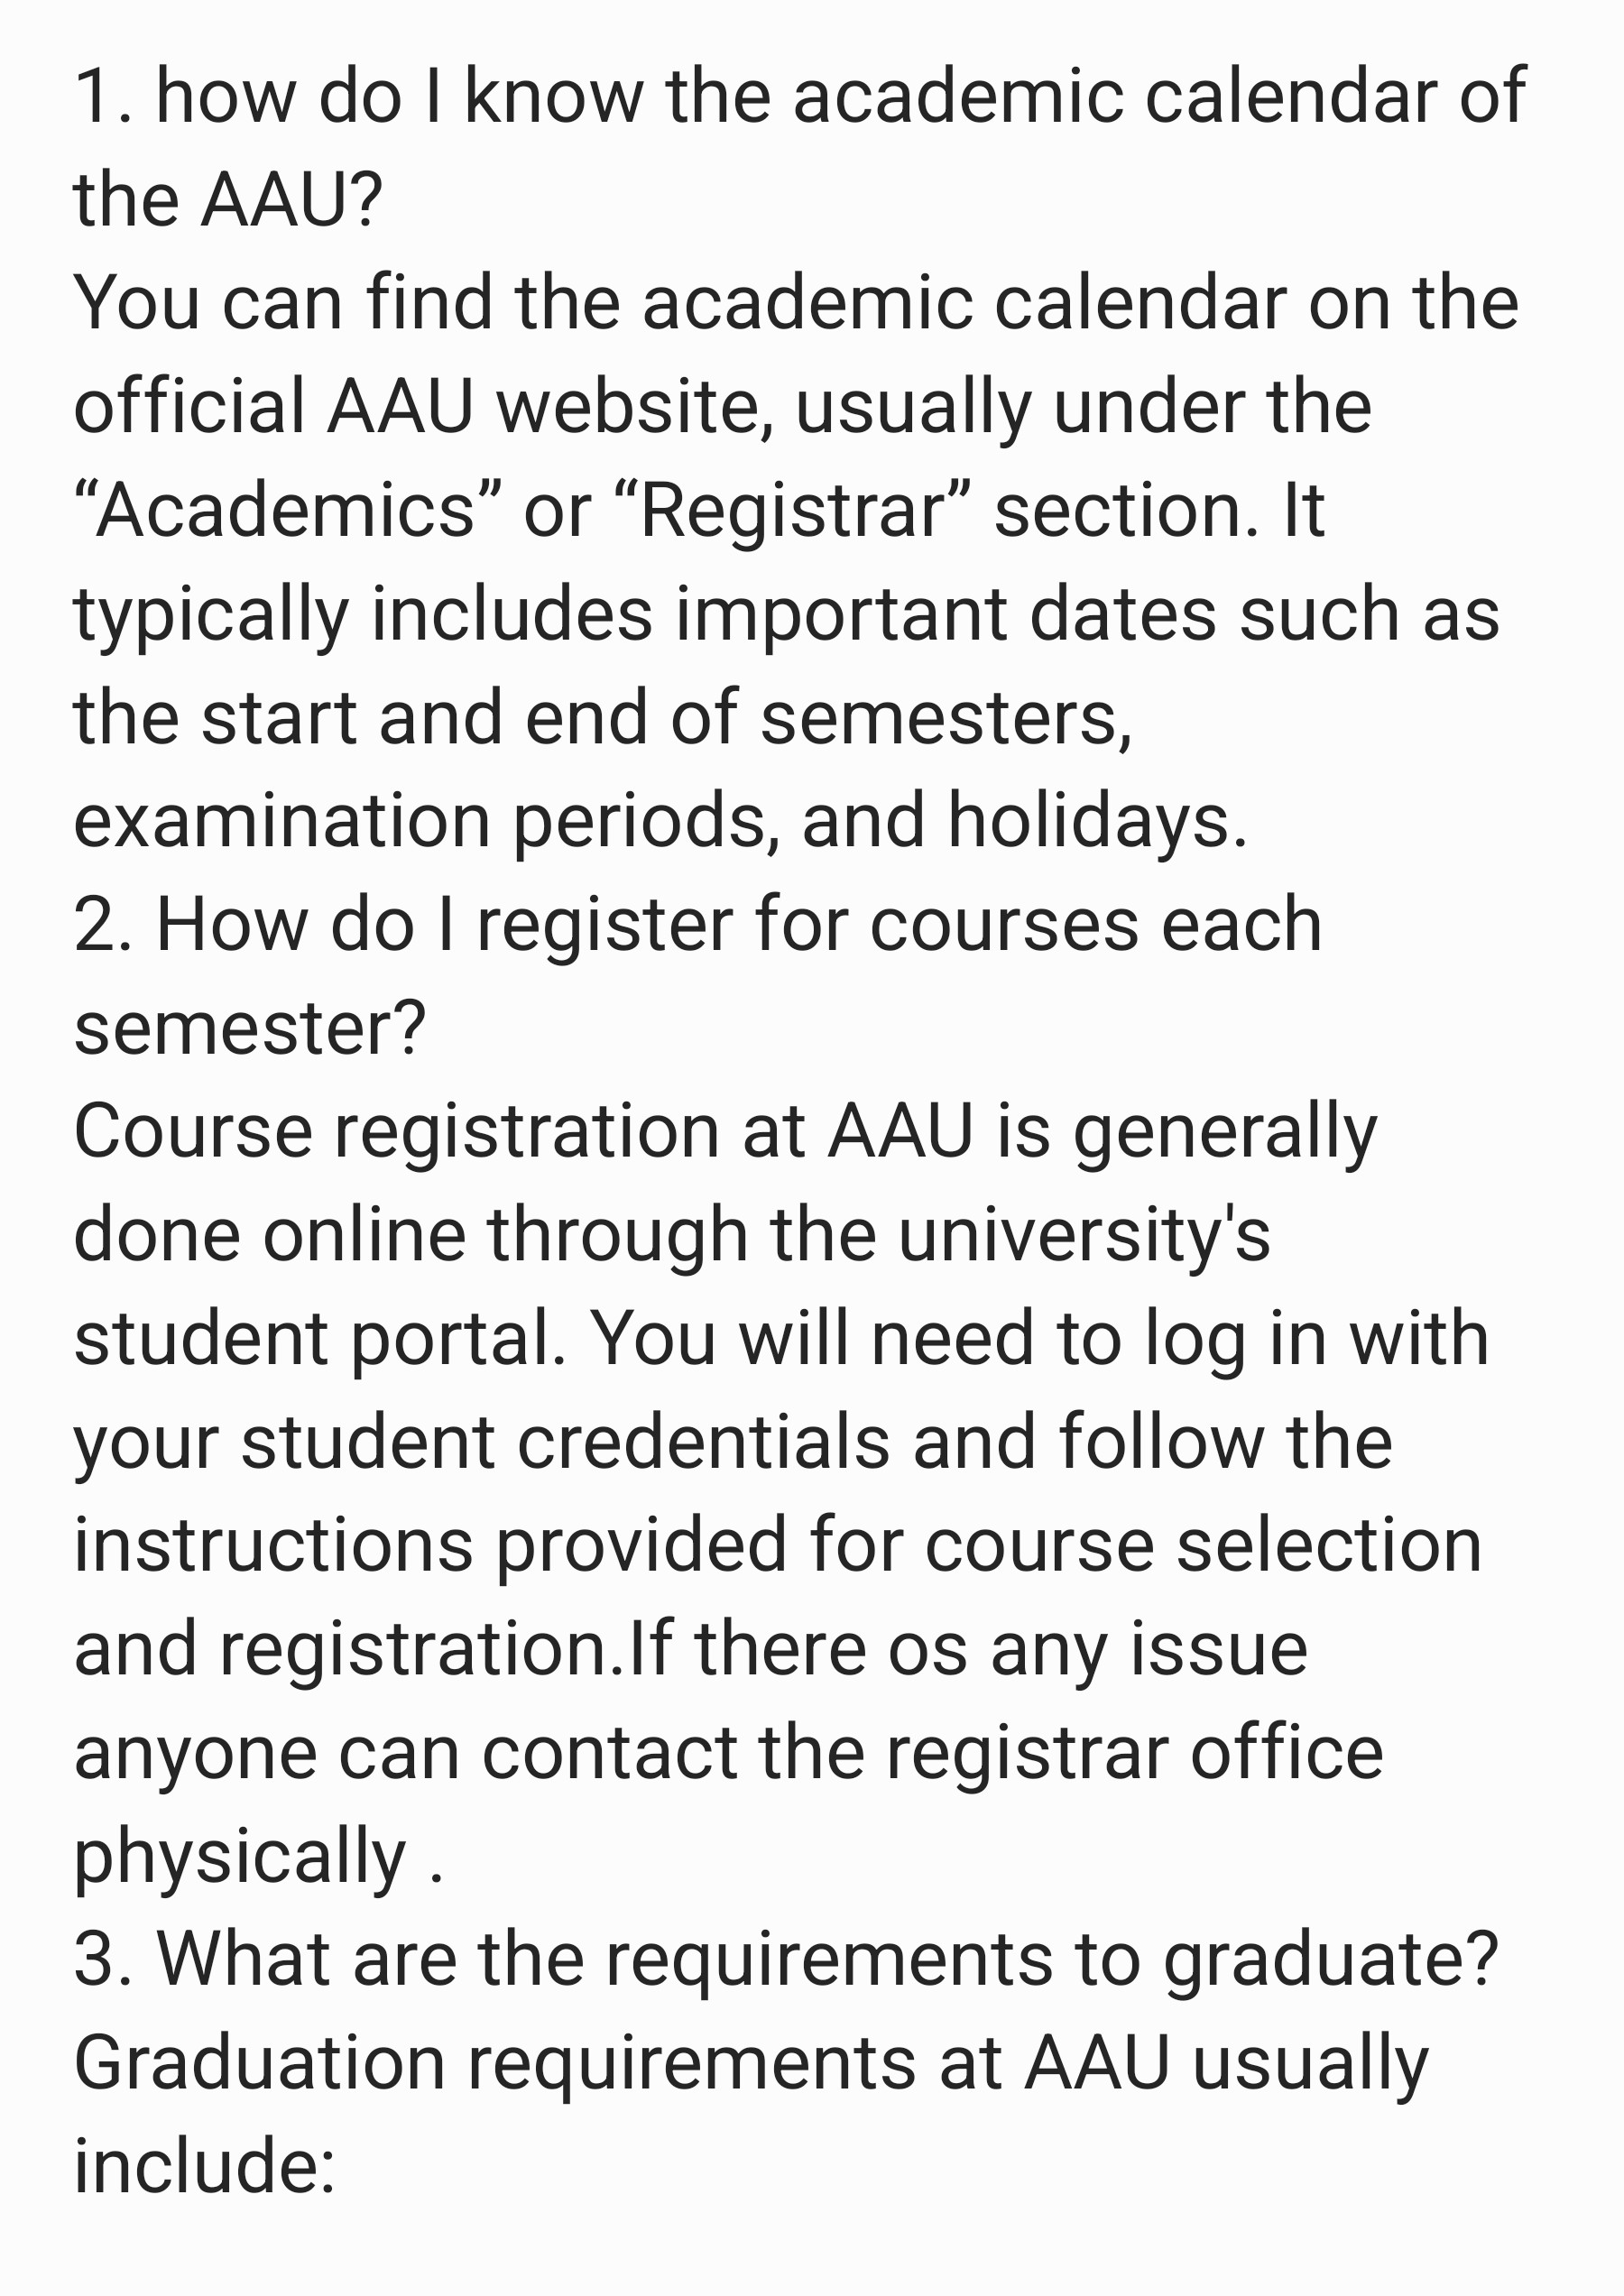 1. how do I know the academic calendar of
the AAU?
You can find the academic calendar on the
official AAU website, usually under the
“Academics” or “Registrar” section. It
typically includes important dates such as
the start and end of semesters,
examination periods, and holidays.
2. How do I register for courses each
semester?
Course registration at AAU is generally
done online through the university's
student portal. You will need to log in with
your student credentials and follow the
instructions provided for course selection
and registration.If there os any issue
anyone can contact the registrar office
physically .
3. What are the requirements to graduate?
Graduation requirements at AAU usually
include: